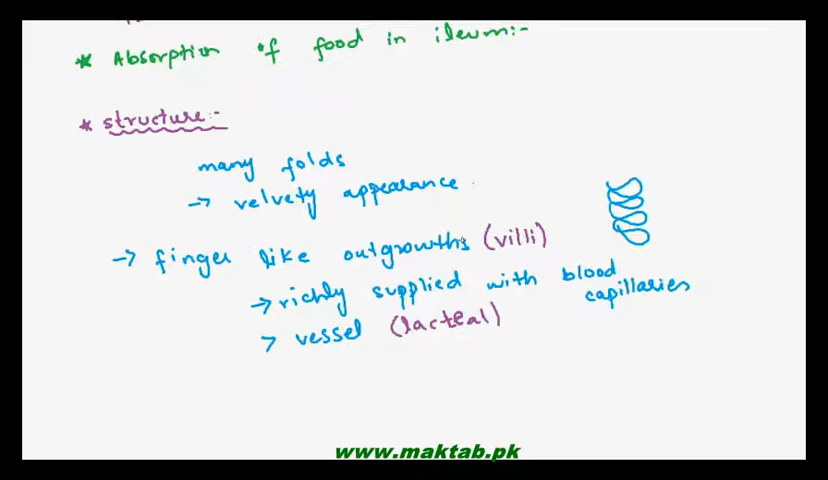 * Absorption of food in ileum:-
* structure:-
many folds
→ velvety appearance
→ finger like outgrowths (villi)
→ richly supplied with blood capillaries
> vessel (lacteal)
www.maktab.pk